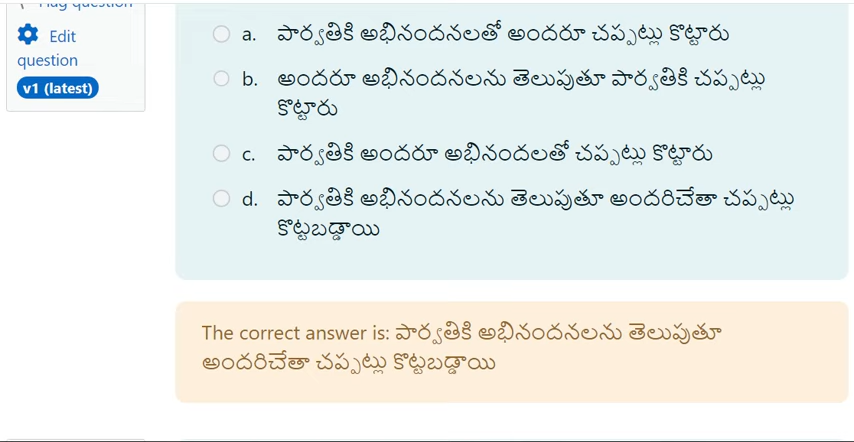 Flag question
Edit
question
v1 (latest)
a. పార్వతికి అభినందనలతో అందరూ చప్పట్లు కొట్టారు
b. అందరూ అభినందనలను తెలుపుతూ పార్వతికి చప్పట్లు
కొట్టారు
c. పార్వతికి అందరూ అభినందలతో చప్పట్లు కొట్టారు
d. పార్వతికి అభినందనలను తెలుపుతూ అందరిచేతా చప్పట్లు
కొట్టబడ్డాయి
The correct answer is: పార్వతికి అభినందనలను తెలుపుతూ
అందరిచేతా చప్పట్లు కొట్టబడ్డాయి